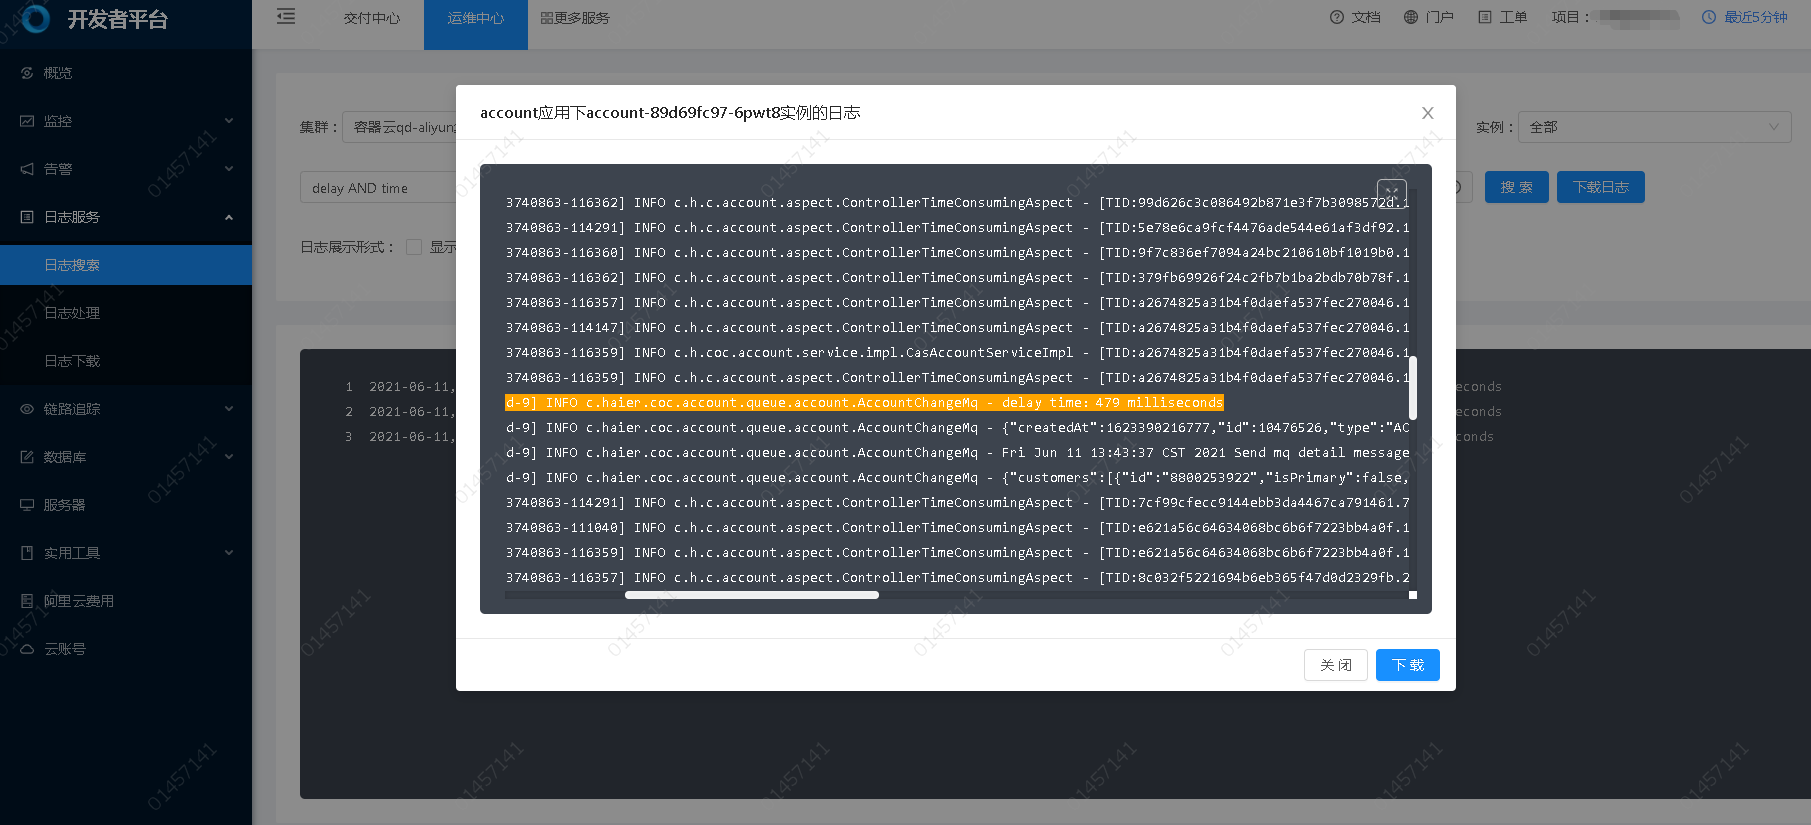 开发者平台
交付中心
运维中心
更多服务
文档
门户
工单
项目：
最近5分钟
概览
监控
告警
日志服务
日志搜索
日志处理
日志下载
链路追踪
数据库
服务器
实用工具
阿里云费用
云账号
集群：
容器云qd-aliyun
实例：
全部
delay AND time
搜 索
下载日志
日志展示形式：
显示
1 2021-06-11,
2 2021-06-11,
3 2021-06-11,
econds
econds
conds
account应用下account-89d69fc97-6pwt8实例的日志
3740863-116362] INFO c.h.c.account.aspect.ControllerTimeConsumingAspect - [TID:99d626c3c086492b871e3f7b3098572d.1
3740863-114291] INFO c.h.c.account.aspect.ControllerTimeConsumingAspect - [TID:5e78e6ca9fcf4476ade544e61af3df92.1
3740863-116360] INFO c.h.c.account.aspect.ControllerTimeConsumingAspect - [TID:9f7c836ef7094a24bc210610bf1019b0.1
3740863-116362] INFO c.h.c.account.aspect.ControllerTimeConsumingAspect - [TID:379fb69926f24c2fb7b1ba2bdb70b78f.1
3740863-116357] INFO c.h.c.account.aspect.ControllerTimeConsumingAspect - [TID:a2674825a31b4f0daefa537fec270046.1
3740863-114147] INFO c.h.c.account.aspect.ControllerTimeConsumingAspect - [TID:a2674825a31b4f0daefa537fec270046.1
3740863-116359] INFO c.h.coc.account.service.impl.CasAccountServiceImpl - [TID:a2674825a31b4f0daefa537fec270046.1
3740863-116359] INFO c.h.c.account.aspect.ControllerTimeConsumingAspect - [TID:a2674825a31b4f0daefa537fec270046.1
d-9] INFO c.haier.coc.account.queue.account.AccountChangeMq - delay time: 479 milliseconds
d-9] INFO c.haier.coc.account.queue.account.AccountChangeMq - {"createdAt":1623390216777,"id":10476526,"type":"AC
d-9] INFO c.haier.coc.account.queue.account.AccountChangeMq - Fri Jun 11 13:43:37 CST 2021 Send mq detail message
d-9] INFO c.haier.coc.account.queue.account.AccountChangeMq - {"customers":[{"id":"8800253922","isPrimary":false,
3740863-114291] INFO c.h.c.account.aspect.ControllerTimeConsumingAspect - [TID:7cf99cfecc9144ebb3da4467ca791461.7
3740863-111040] INFO c.h.c.account.aspect.ControllerTimeConsumingAspect - [TID:e621a56c64634068bc6b6f7223bb4a0f.1
3740863-116359] INFO c.h.c.account.aspect.ControllerTimeConsumingAspect - [TID:e621a56c64634068bc6b6f7223bb4a0f.1
3740863-116357] INFO c.h.c.account.aspect.ControllerTimeConsumingAspect - [TID:8c032f5221694b6eb365f47d0d2329fb.2
关 闭
下 载
01457141